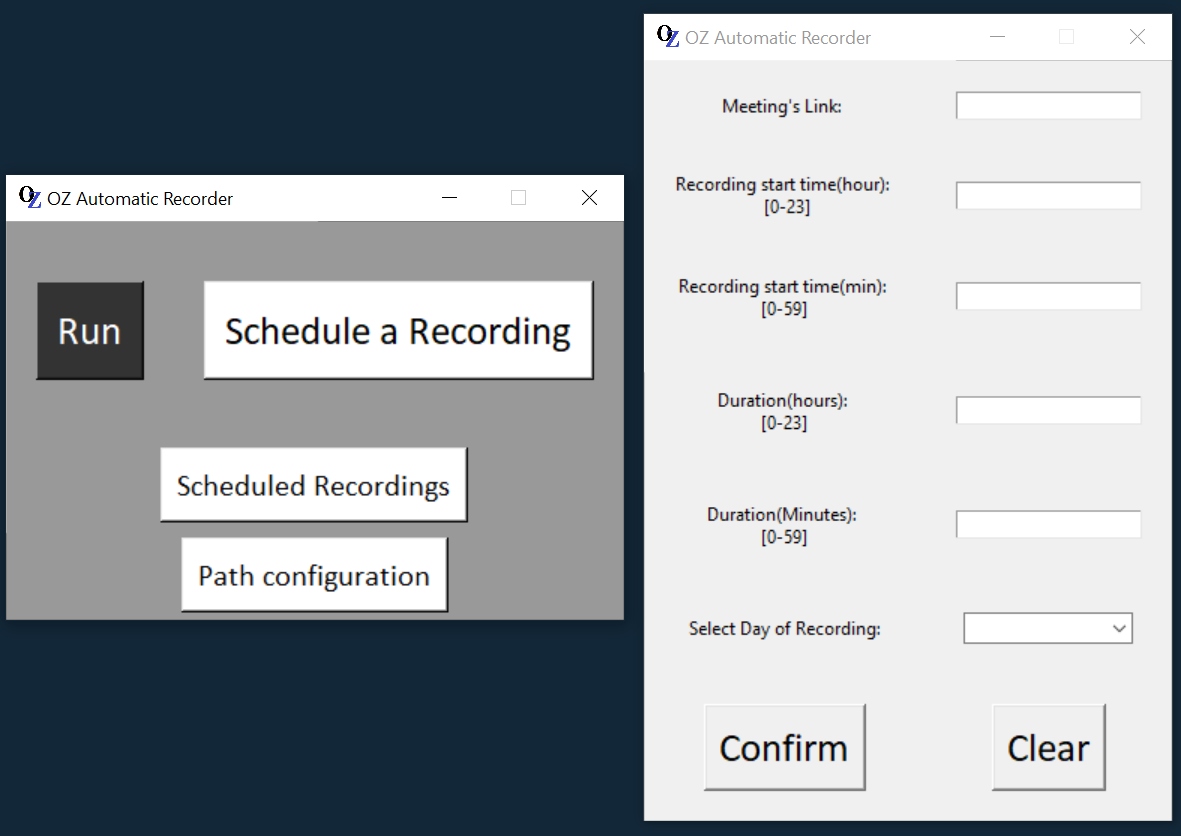 OZ OZ Automatic Recorder
Run
Schedule a Recording
Scheduled Recordings
Path configuration
OZ OZ Automatic Recorder
Meeting's Link:
Recording start time(hour):
[0-23]
Recording start time(min):
[0-59]
Duration(hours):
[0-23]
Duration(Minutes):
[0-59]
Select Day of Recording:
Confirm
Clear